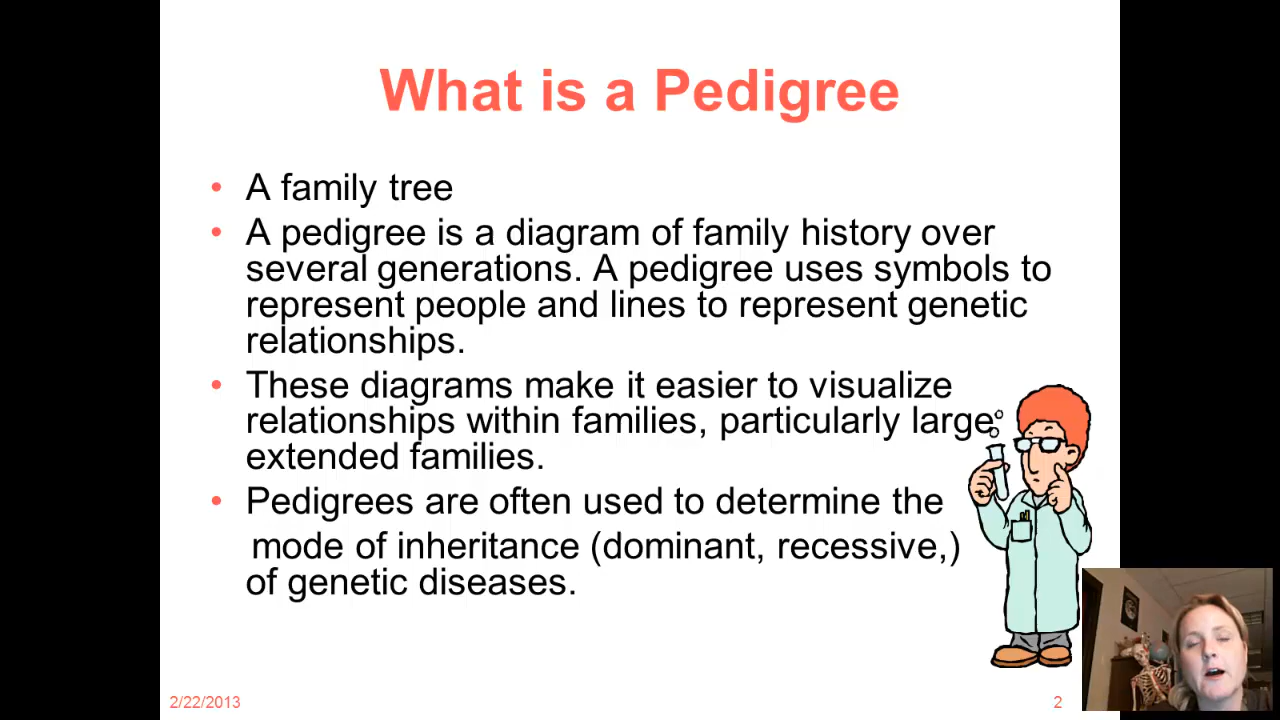 What is a Pedigree
• A family tree
• A pedigree is a diagram of family history over
several generations. A pedigree uses symbols to
represent people and lines to represent genetic
relationships.
• These diagrams make it easier to visualize
relationships within families, particularly large
extended families.
• Pedigrees are often used to determine the
mode of inheritance (dominant, recessive,)
of genetic diseases.
2/22/2013
2